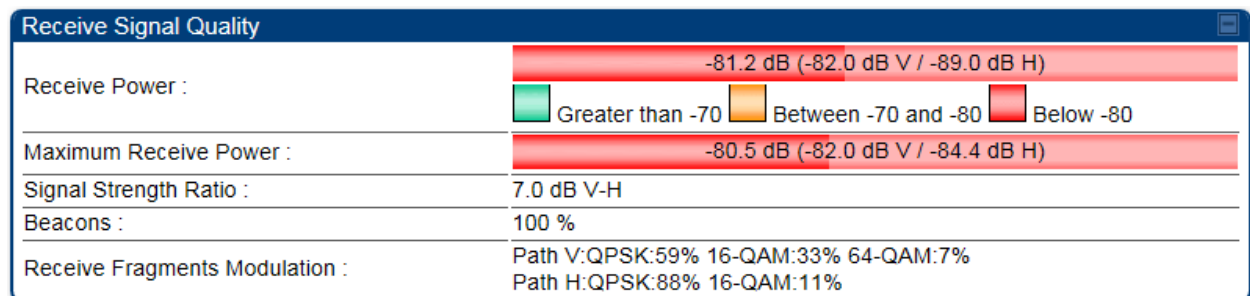 Receive Signal Quality
Receive Power :
-81.2 dB (-82.0 dB V / -89.0 dB H)
Greater than -70 Between -70 and -80 Below -80
Maximum Receive Power :
-80.5 dB (-82.0 dB V / -84.4 dB H)
Signal Strength Ratio :
7.0 dB V-H
Beacons :
100 %
Receive Fragments Modulation :
Path V:QPSK:59% 16-QAM:33% 64-QAM:7%
Path H:QPSK:88% 16-QAM:11%